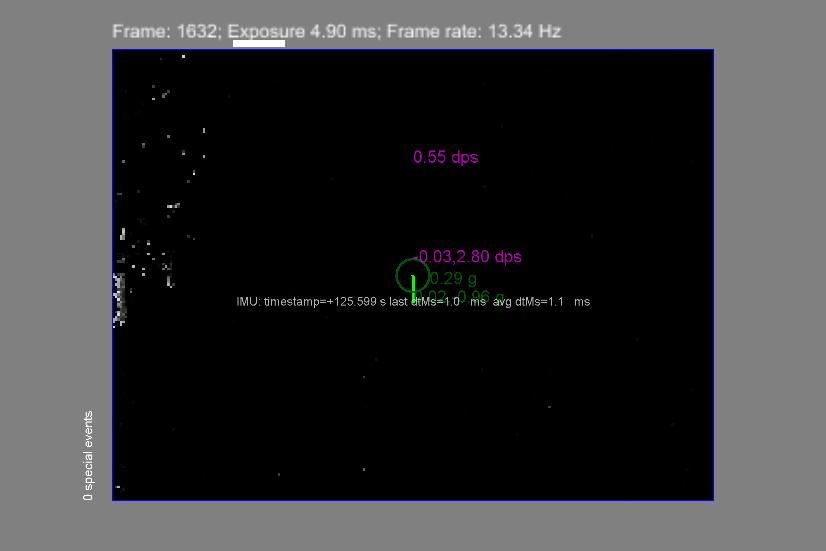 Frame: 1632; Exposure 4.90 ms; Frame rate: 13.34 Hz
0.55 dps
-0.03,2.80 dps
0.29 g
0.02,-0.96 g
IMU: timestamp=+125.599 s last dtMs=1.0 ms avg dtMs=1.1 ms
0 special events